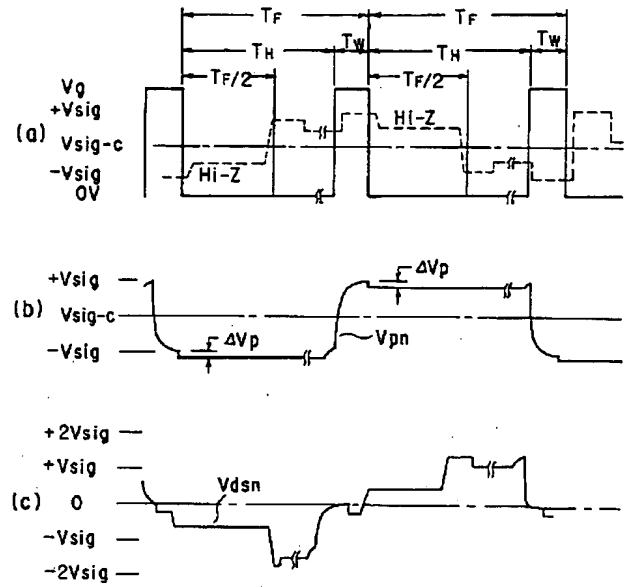 TF TF
TH TW TH TW
TF/2 TF/2
Vg
+Vsig
(a) Vsig-c
-Vsig
0V
Hi-Z
Hi-Z
+Vsig
(b) Vsig-c
-Vsig
ΔVp
ΔVp
Vpn
+2Vsig
+Vsig
(c) 0
-Vsig
-2Vsig
Vdsn